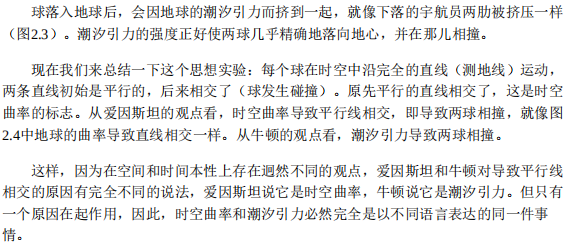 球落入地球后，会因地球的潮汐引力而挤到一起，就像下落的宇航员两肋被挤压一样
（图2.3）。潮汐引力的强度正好使两球几乎精确地落向地心，并在那儿相撞。
现在我们来总结一下这个思想实验：每个球在时空中沿完全的直线（测地线）运动，
两条直线初始是平行的，后来相交了（球发生碰撞）。原先平行的直线相交了，这是时空
曲率的标志。从爱因斯坦的观点看，时空曲率导致平行线相交，即导致两球相撞，就像图
2.4中地球的曲率导致直线相交一样。从牛顿的观点看，潮汐引力导致两球相撞。
这样，因为在空间和时间本性上存在迥然不同的观点，爱因斯坦和牛顿对导致平行线
相交的原因有完全不同的说法，爱因斯坦说它是时空曲率，牛顿说它是潮汐引力。但只有
一个原因在起作用，因此，时空曲率和潮汐引力必然完全是以不同语言表达的同一件事
情。